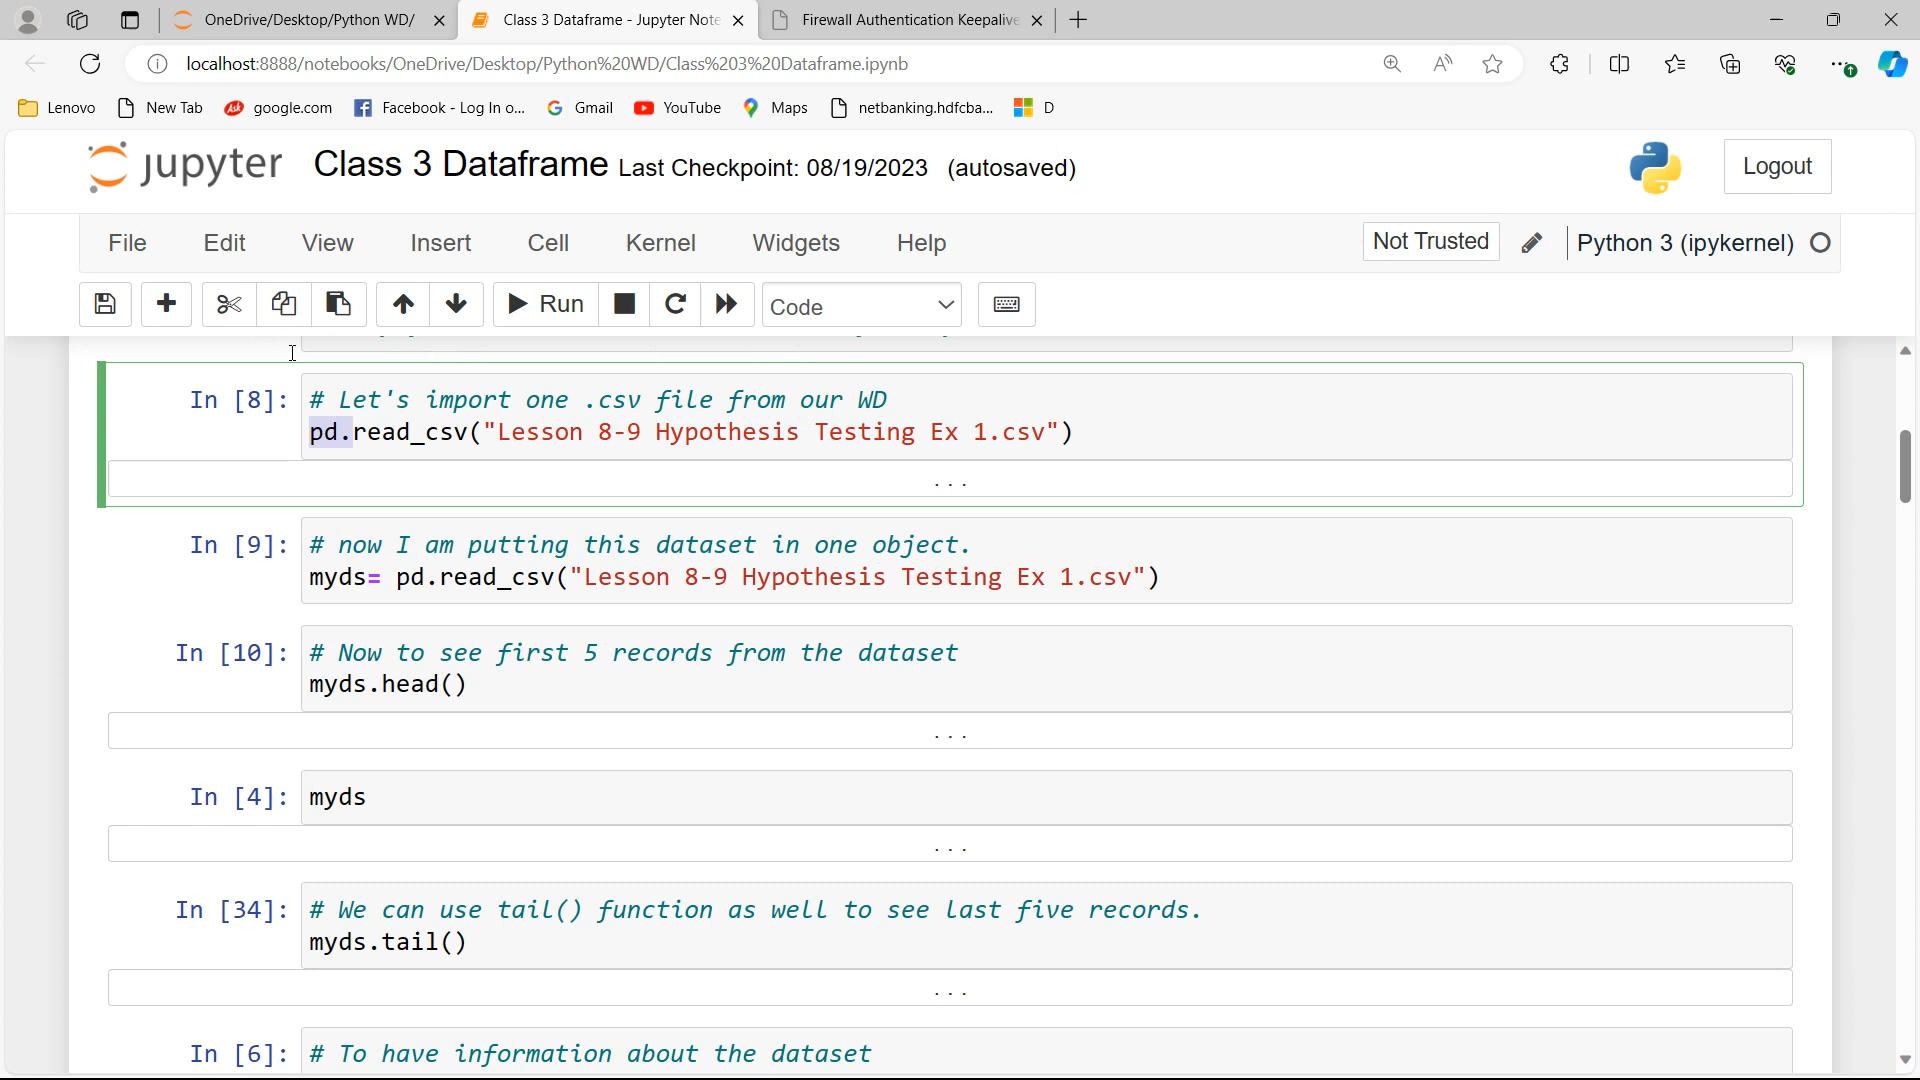 OneDrive/Desktop/Python WD/
Class 3 Dataframe - Jupyter Note
Firewall Authentication Keepalive
localhost:8888/notebooks/OneDrive/Desktop/Python%20WD/Class%203%20Dataframe.ipynb
Lenovo
New Tab
Ask
google.com
Facebook - Log In o...
Gmail
YouTube
Maps
netbanking.hdfcba...
D
jupyter
Class 3 Dataframe Last Checkpoint: 08/19/2023 (autosaved)
Logout
File
Edit
View
Insert
Cell
Kernel
Widgets
Help
Not Trusted
Python 3 (ipykernel)
Run
Code
In [8]: # Let's import one .csv file from our WD
pd.read_csv("Lesson 8-9 Hypothesis Testing Ex 1.csv")
...
In [9]: # now I am putting this dataset in one object.
myds= pd.read_csv("Lesson 8-9 Hypothesis Testing Ex 1.csv")
In [10]: # Now to see first 5 records from the dataset
myds.head()
...
In [4]: myds
...
In [34]: # We can use tail() function as well to see last five records.
myds.tail()
...
In [6]: # To have information about the dataset